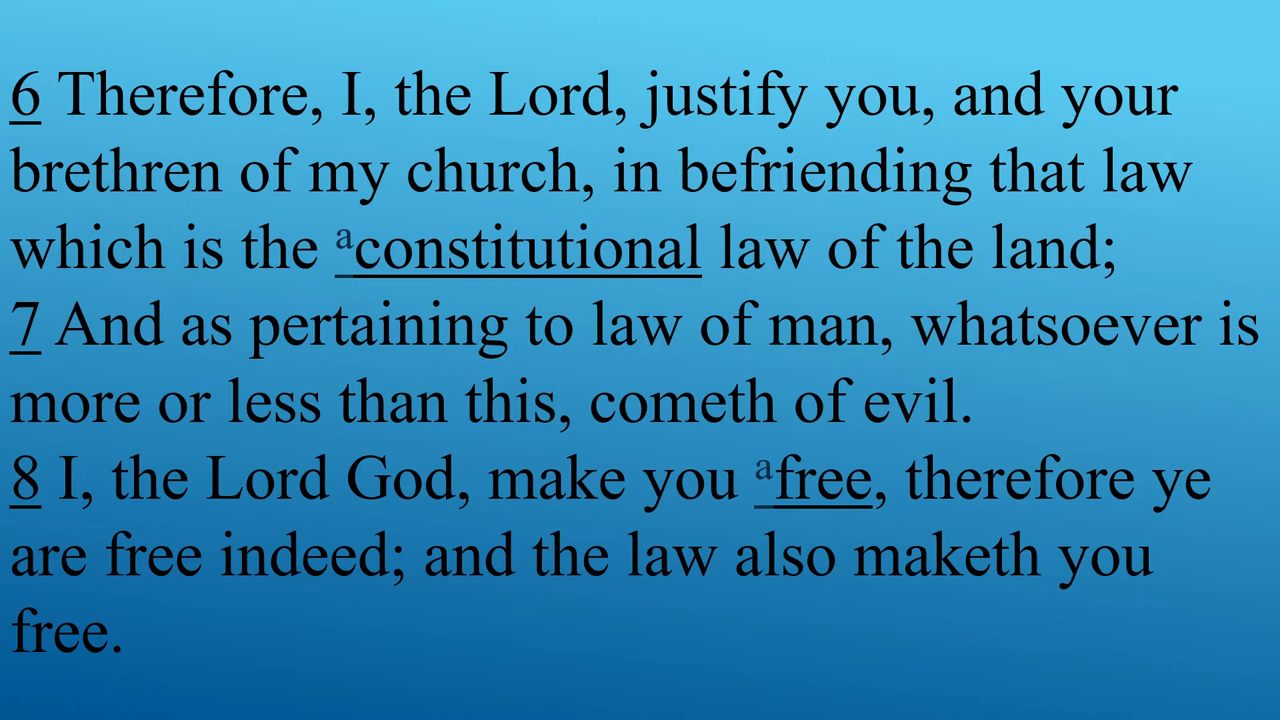 6 Therefore, I, the Lord, justify you, and your
brethren of my church, in befriending that law
which is the aconstitutional law of the land;
7 And as pertaining to law of man, whatsoever is
more or less than this, cometh of evil.
8 I, the Lord God, make you afree, therefore ye
are free indeed; and the law also maketh you
free.